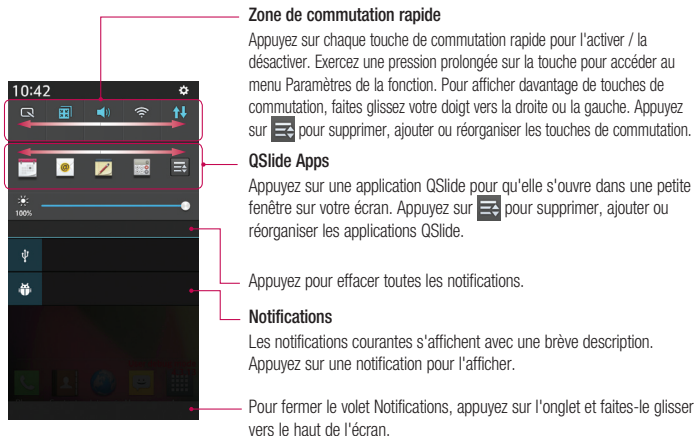 Zone de commutation rapide
Appuyez sur chaque touche de commutation rapide pour l'activer / la
désactiver. Exercez une pression prolongée sur la touche pour accéder au
menu Paramètres de la fonction. Pour afficher davantage de touches de
commutation, faites glissez votre doigt vers la droite ou la gauche. Appuyez
sur pour supprimer, ajouter ou réorganiser les touches de commutation.
10:42
QSlide Apps
Appuyez sur une application QSlide pour qu'elle s'ouvre dans une petite
fenêtre sur votre écran. Appuyez sur pour supprimer, ajouter ou
réorganiser les applications QSlide.
100%
Appuyez pour effacer toutes les notifications.
Notifications
Les notifications courantes s'affichent avec une brève description.
Appuyez sur une notification pour l'afficher.
Pour fermer le volet Notifications, appuyez sur l'onglet et faites-le glisser
vers le haut de l'écran.